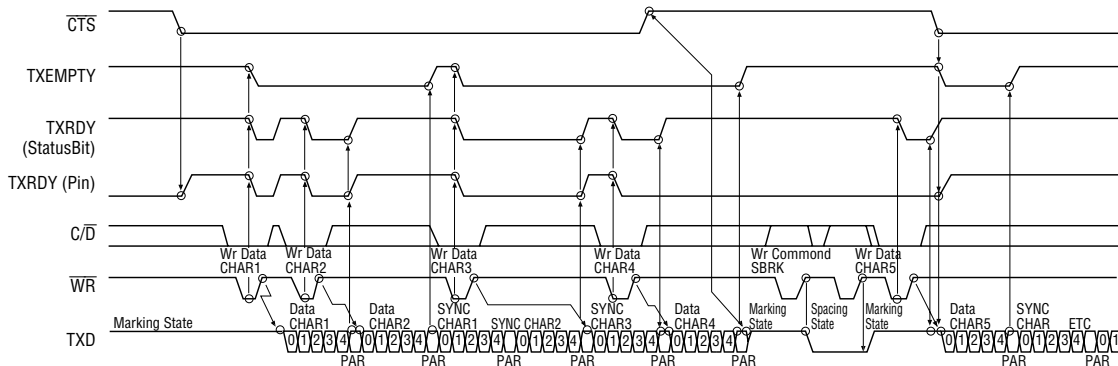 CTS
TXEMPTY
TXRDY
(StatusBit)
TXRDY (Pin)
C/D
Wr Data
CHAR1
Wr Data
CHAR2
Wr Data
CHAR3
Wr Data
CHAR4
Wr Command
SBRK
Wr Data
CHAR5
WR
TXD
Marking State
Data
CHAR1
Data
CHAR2
SYNC
CHAR1
SYNC CHAR2
SYNC
CHAR3
Data
CHAR4
Marking
State
Spacing
State
Marking
State
Data
CHAR5
SYNC
CHAR
ETC
0 1 2 3 4 0 1 2 3 4 0 1 2 3 4 0 1 2 3 4 0 1 2 3 4 0 1 2 3 4 0 1 2 3 4 0 1 2 3 4 0 1
PAR PAR PAR PAR PAR PAR PAR PAR